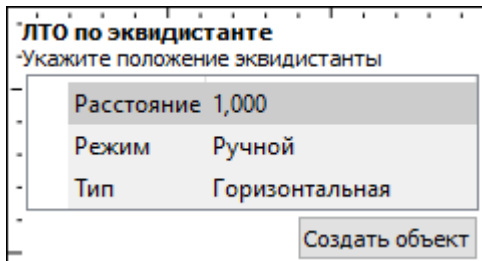 ЛТО по эквидистанте
Укажите положение эквидистанты
Расстояние 1,000
Режим Ручной
Тип Горизонтальная
Создать объект